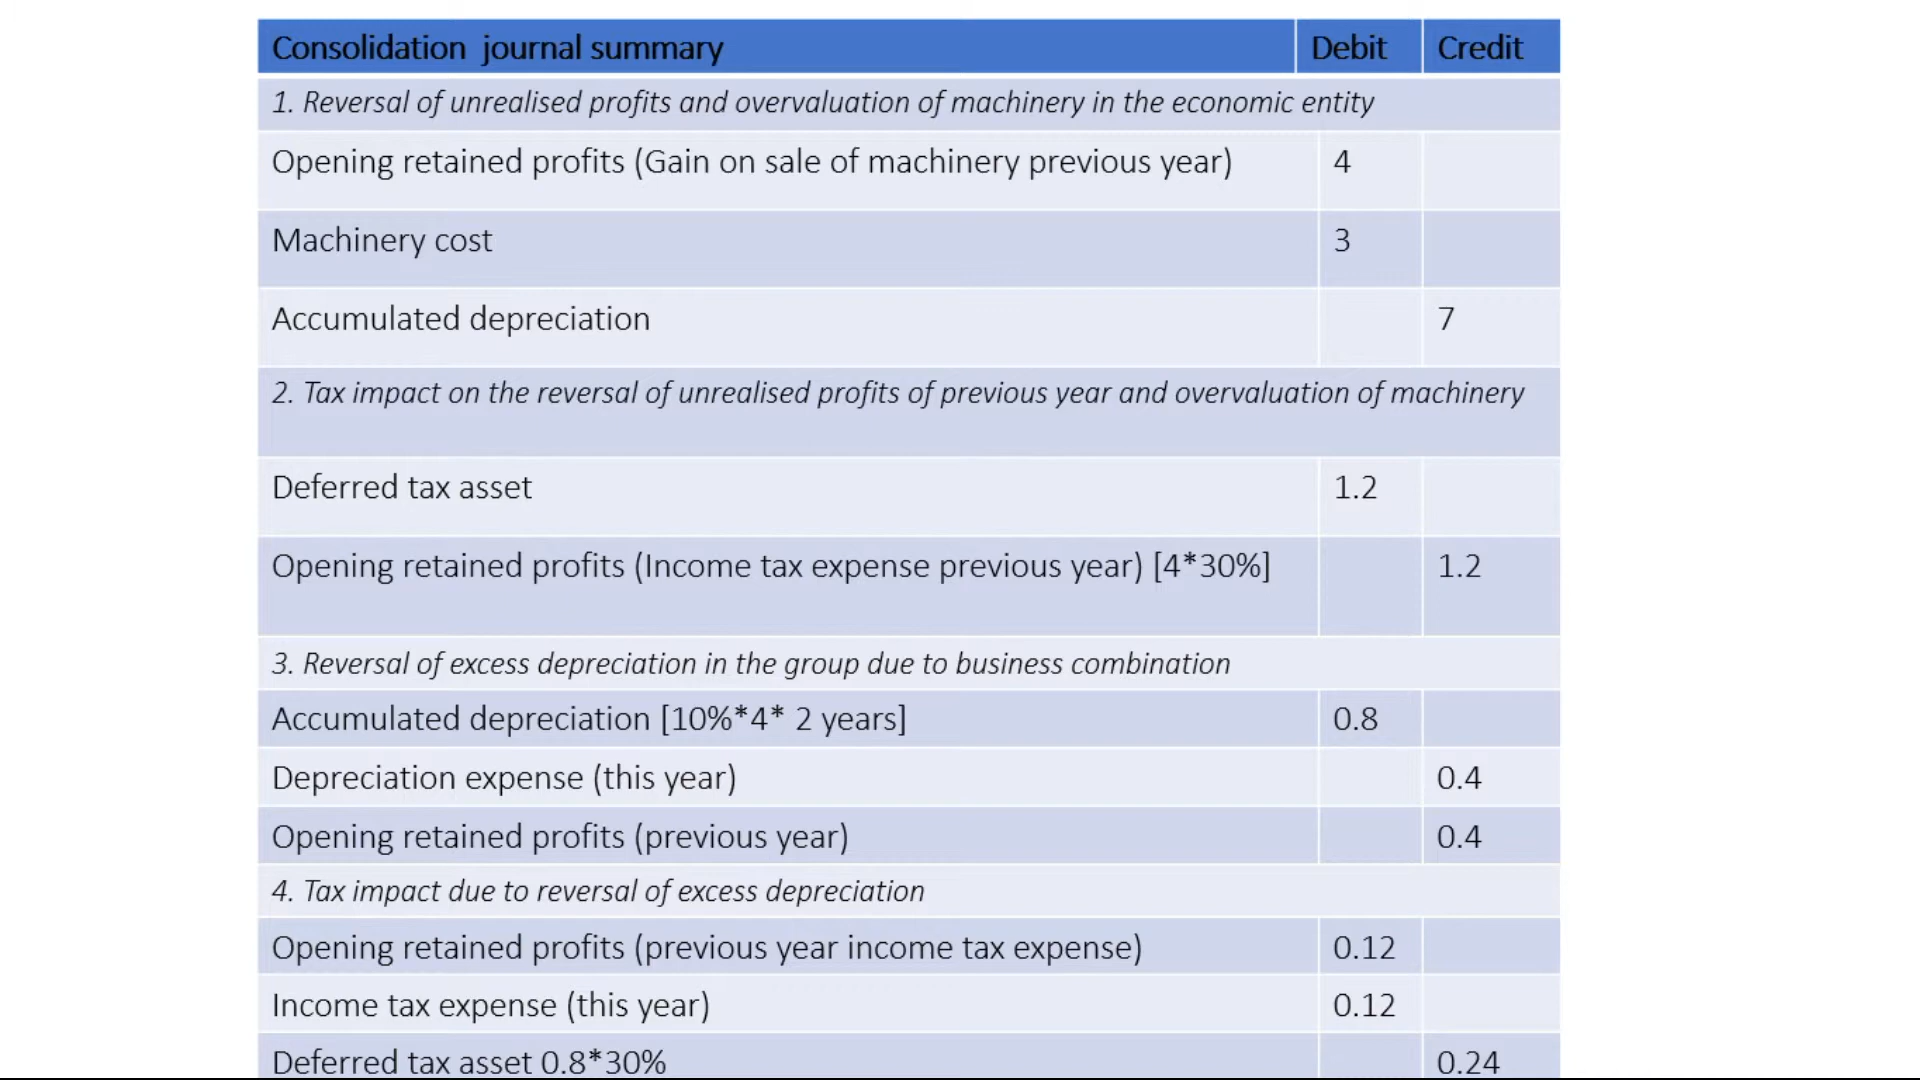 Consolidation journal summary Debit Credit
1. Reversal of unrealised profits and overvaluation of machinery in the economic entity
Opening retained profits (Gain on sale of machinery previous year) 4
Machinery cost 3
Accumulated depreciation 7
2. Tax impact on the reversal of unrealised profits of previous year and overvaluation of machinery
Deferred tax asset 1.2
Opening retained profits (Income tax expense previous year) [4*30%] 1.2
3. Reversal of excess depreciation in the group due to business combination
Accumulated depreciation [10%*4* 2 years] 0.8
Depreciation expense (this year) 0.4
Opening retained profits (previous year) 0.4
4. Tax impact due to reversal of excess depreciation
Opening retained profits (previous year income tax expense) 0.12
Income tax expense (this year) 0.12
Deferred tax asset 0.8*30% 0.24